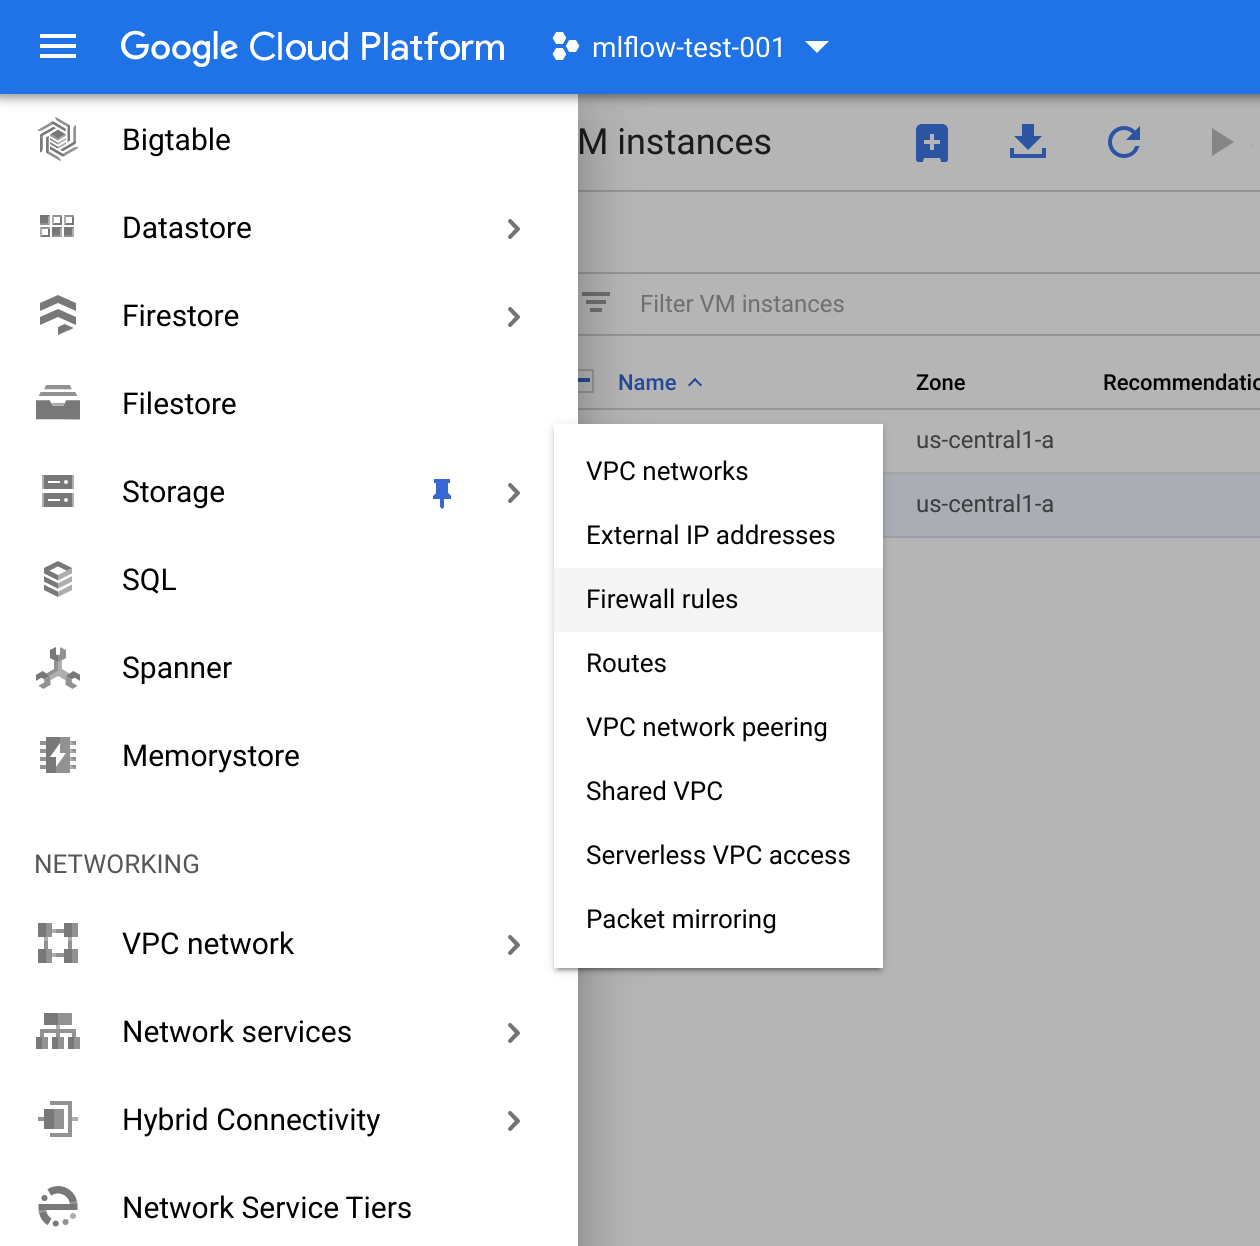 Google Cloud Platform
mlflow-test-001
Bigtable
Datastore
Firestore
Filestore
Storage
SQL
Spanner
Memorystore
NETWORKING
VPC network
Network services
Hybrid Connectivity
Network Service Tiers
VPC networks
External IP addresses
Firewall rules
Routes
VPC network peering
Shared VPC
Serverless VPC access
Packet mirroring
M instances
Filter VM instances
Name Zone Recommendatio
us-central1-a
us-central1-a